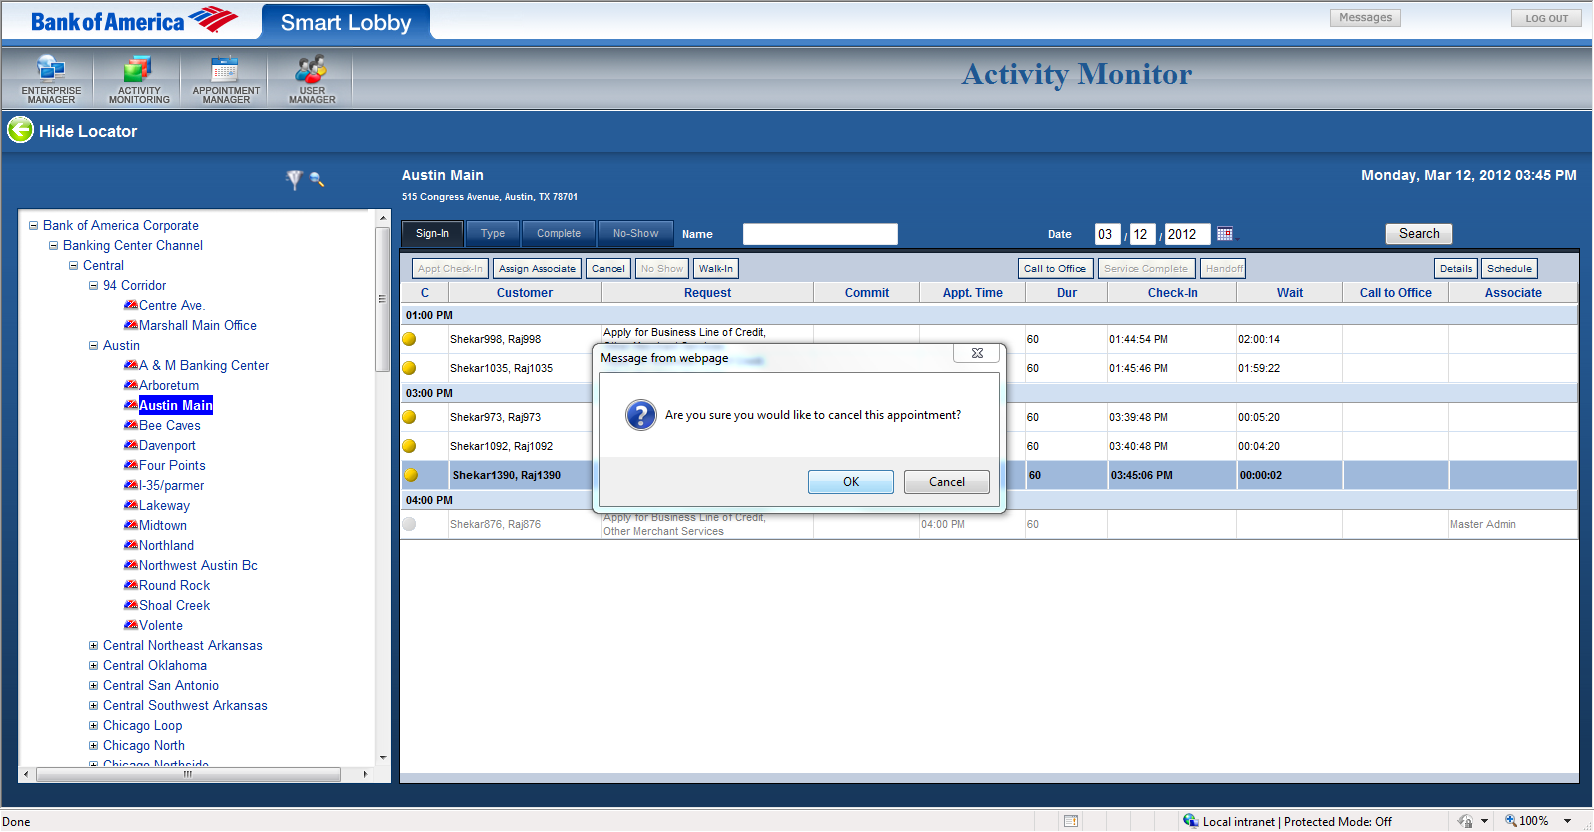 Bank of America
Smart Lobby
Messages
LOG OUT
ENTERPRISE
MANAGER
ACTIVITY
MONITORING
APPOINTMENT
MANAGER
USER
MANAGER
Activity Monitor
Hide Locator
Austin Main
Monday, Mar 12, 2012 03:45 PM
515 Congress Avenue, Austin, TX 78701
Bank of America Corporate
Banking Center Channel
Central
94 Corridor
Centre Ave.
Marshall Main Office
Austin
A & M Banking Center
Arboretum
Austin Main
Bee Caves
Davenport
Four Points
I-35/parmer
Lakeway
Midtown
Northland
Northwest Austin Bc
Round Rock
Shoal Creek
Volente
Central Northeast Arkansas
Central Oklahoma
Central San Antonio
Central Southwest Arkansas
Chicago Loop
Chicago North
Chicago Northside
Sign-In Type Complete No-Show Name Date 03 / 12 / 2012 Search
Appt Check-In Assign Associate Cancel No Show Walk-In Call to Office Service Complete Handoff Details Schedule
C Customer Request Commit Appt. Time Dur Check-In Wait Call to Office Associate
01:00 PM
Shekar998, Raj998 Apply for Business Line of Credit, 60 01:44:54 PM 02:00:14
Shekar1035, Raj1035 60 01:45:46 PM 01:59:22
03:00 PM
Shekar973, Raj973 60 03:39:48 PM 00:05:20
Shekar1092, Raj1092 60 03:40:48 PM 00:04:20
Shekar1390, Raj1390 60 03:45:06 PM 00:00:02
04:00 PM
Shekar876, Raj876 Apply for Business Line of Credit, 04:00 PM 60 Master Admin
Other Merchant Services
Message from webpage
Are you sure you would like to cancel this appointment?
OK Cancel
Done
Local intranet | Protected Mode: Off
100%